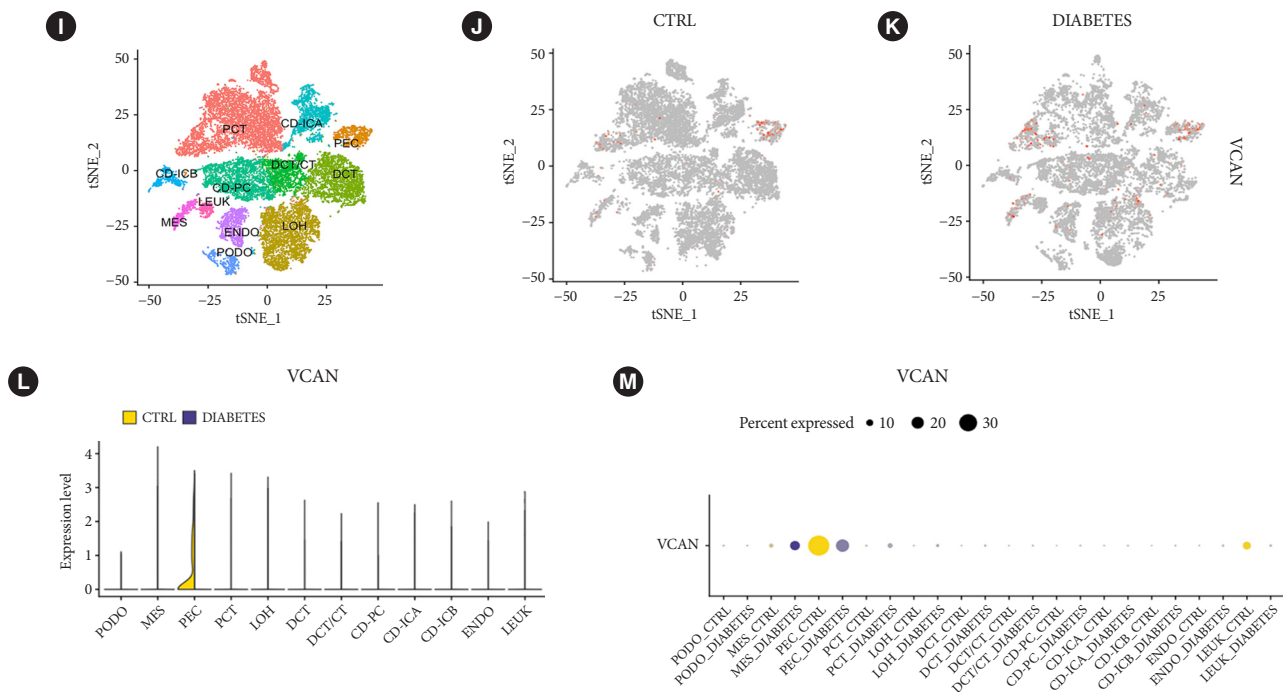 I
J
CTRL
K
DIABETES
50
25
0
−25
−50
tSNE_2
PCT
CD-ICA
PEC
CD-ICB
DCT/CT
CD-PC
DCT
LEUK
MES
ENDO
LOH
PODO
−50 −25 0 25
tSNE_1
50
25
0
−25
−50
tSNE_2
−50 −25 0 25
tSNE_1
50
25
0
−25
−50
tSNE_2
−50 −25 0 25
tSNE_1
VCAN
L
VCAN
CTRL DIABETES
Expression level
4
3
2
1
0
PODO
MES
PEC
PCT
LOH
DCT
DCT/CT
CD-PC
CD-ICA
CD-ICB
ENDO
LEUK
M
VCAN
Percent expressed 10 20 30
VCAN
PODO_CTRL
PODO_DIABETES
MES_CTRL
MES_DIABETES
PEC_CTRL
PEC_DIABETES
PCT_CTRL
PCT_DIABETES
LOH_CTRL
LOH_DIABETES
DCT_CTRL
DCT_DIABETES
DCT/CT_CTRL
DCT/CT_DIABETES
CD-PC_CTRL
CD-PC_DIABETES
CD-ICA_CTRL
CD-ICA_DIABETES
CD-ICB_CTRL
CD-ICB_DIABETES
ENDO_CTRL
ENDO_DIABETES
LEUK_CTRL
LEUK_DIABETES